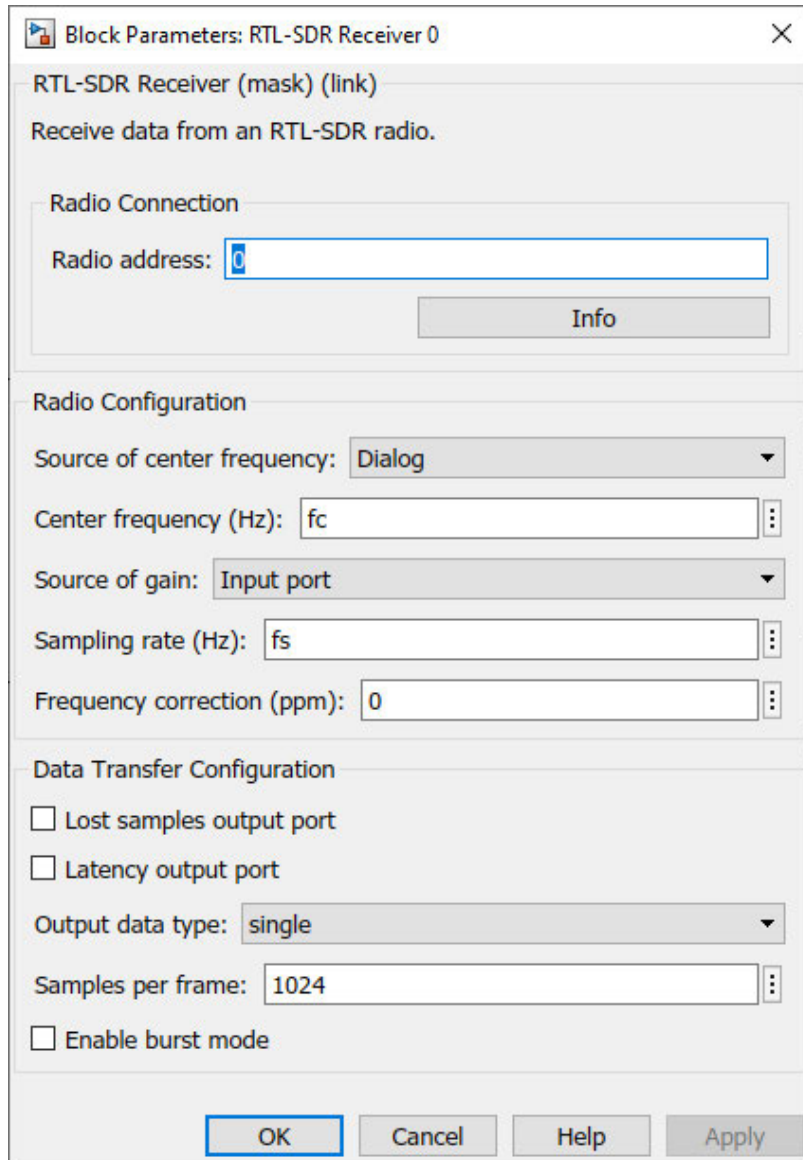 Block Parameters: RTL-SDR Receiver 0
RTL-SDR Receiver (mask) (link)
Receive data from an RTL-SDR radio.
Radio Connection
Radio address: 0
Info
Radio Configuration
Source of center frequency: Dialog
Center frequency (Hz): fc
Source of gain: Input port
Sampling rate (Hz): fs
Frequency correction (ppm): 0
Data Transfer Configuration
Lost samples output port
Latency output port
Output data type: single
Samples per frame: 1024
Enable burst mode
OK Cancel Help Apply